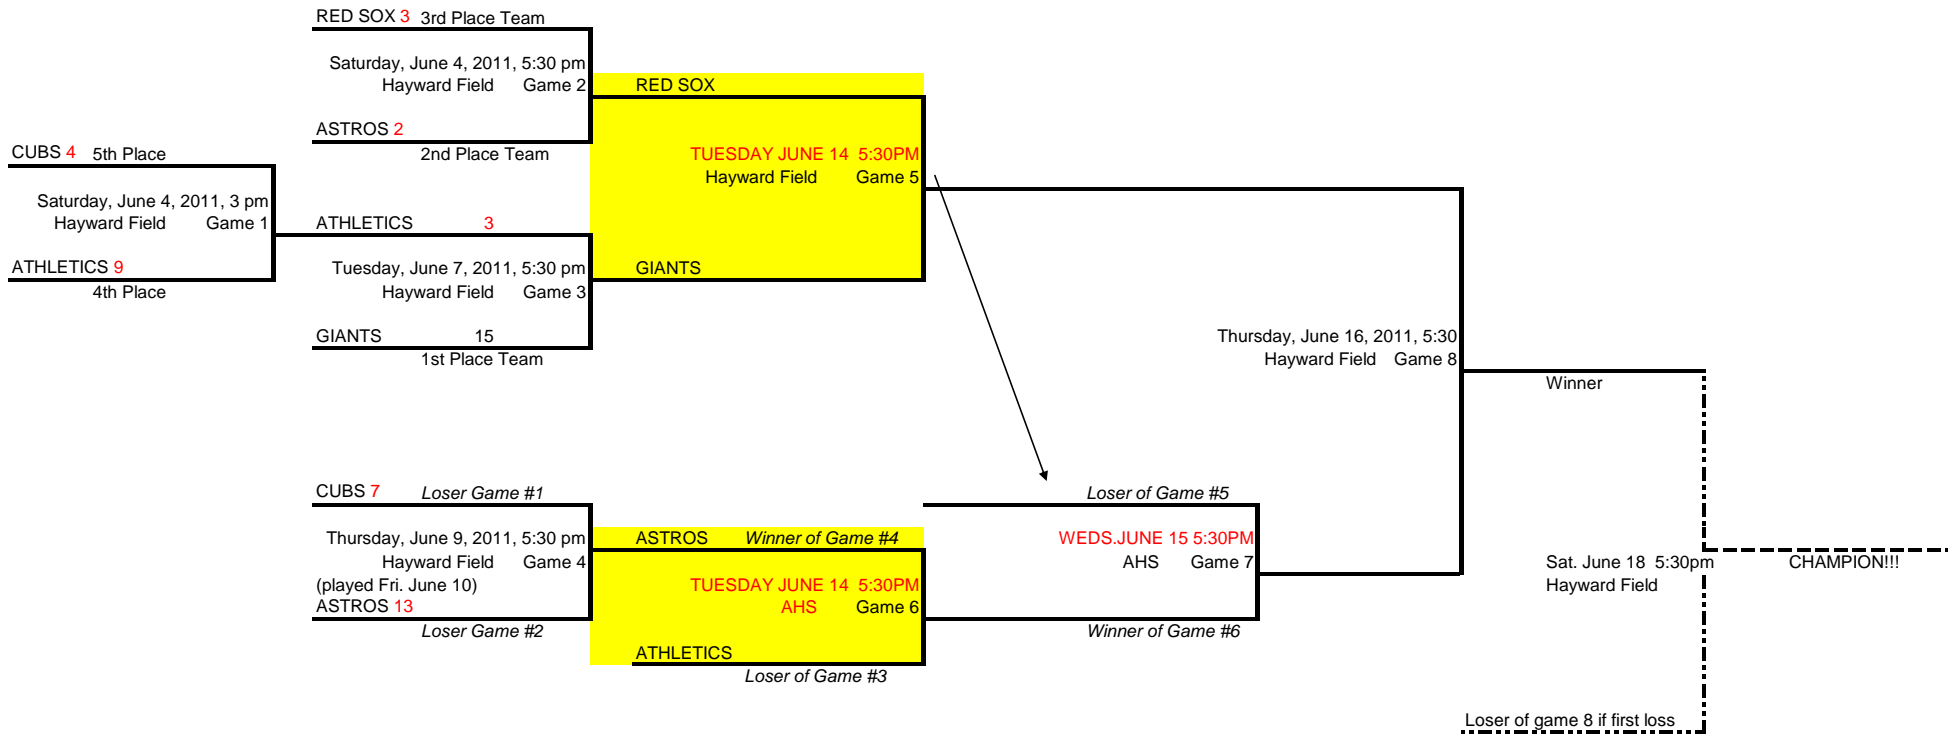 RED SOX 3 3rd Place Team
Saturday, June 4, 2011, 5:30 pm
Hayward Field Game 2
RED SOX
ASTROS 2
2nd Place Team
CUBS 4 5th Place
TUESDAY JUNE 14 5:30PM
Hayward Field Game 5
Saturday, June 4, 2011, 3 pm
Hayward Field Game 1
ATHLETICS 3
ATHLETICS 9
4th Place
Tuesday, June 7, 2011, 5:30 pm
Hayward Field Game 3
GIANTS
GIANTS 15
1st Place Team
Thursday, June 16, 2011, 5:30
Hayward Field Game 8
Winner
CUBS 7 Loser Game #1
Loser of Game #5
Thursday, June 9, 2011, 5:30 pm
Hayward Field Game 4
(played Fri. June 10)
ASTROS 13
Loser Game #2
ASTROS Winner of Game #4
TUESDAY JUNE 14 5:30PM
AHS Game 6
ATHLETICS
Loser of Game #3
WEDS.JUNE 15 5:30PM
AHS Game 7
Winner of Game #6
Sat. June 18 5:30pm
Hayward Field
CHAMPION!!!
Loser of game 8 if first loss